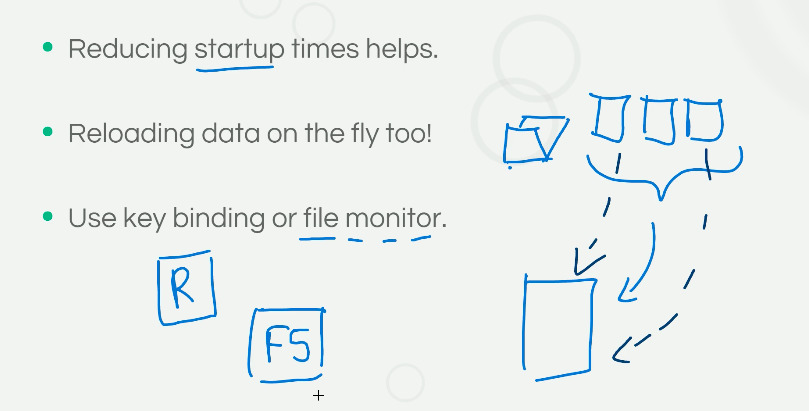 Reducing startup times helps.
Reloading data on the fly too!
Use key binding or file monitor.
R
F5